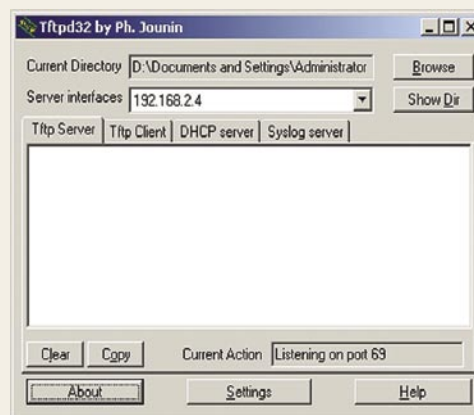 Tftpd32 by Ph. Jounin
Current Directory D:\Documents and Settings\Administrator Browse
Server interfaces 192.168.2.4 Show Dir
Tftp Server Tftp Client DHCP server Syslog server
Clear Copy Current Action Listening on port 69
About Settings Help